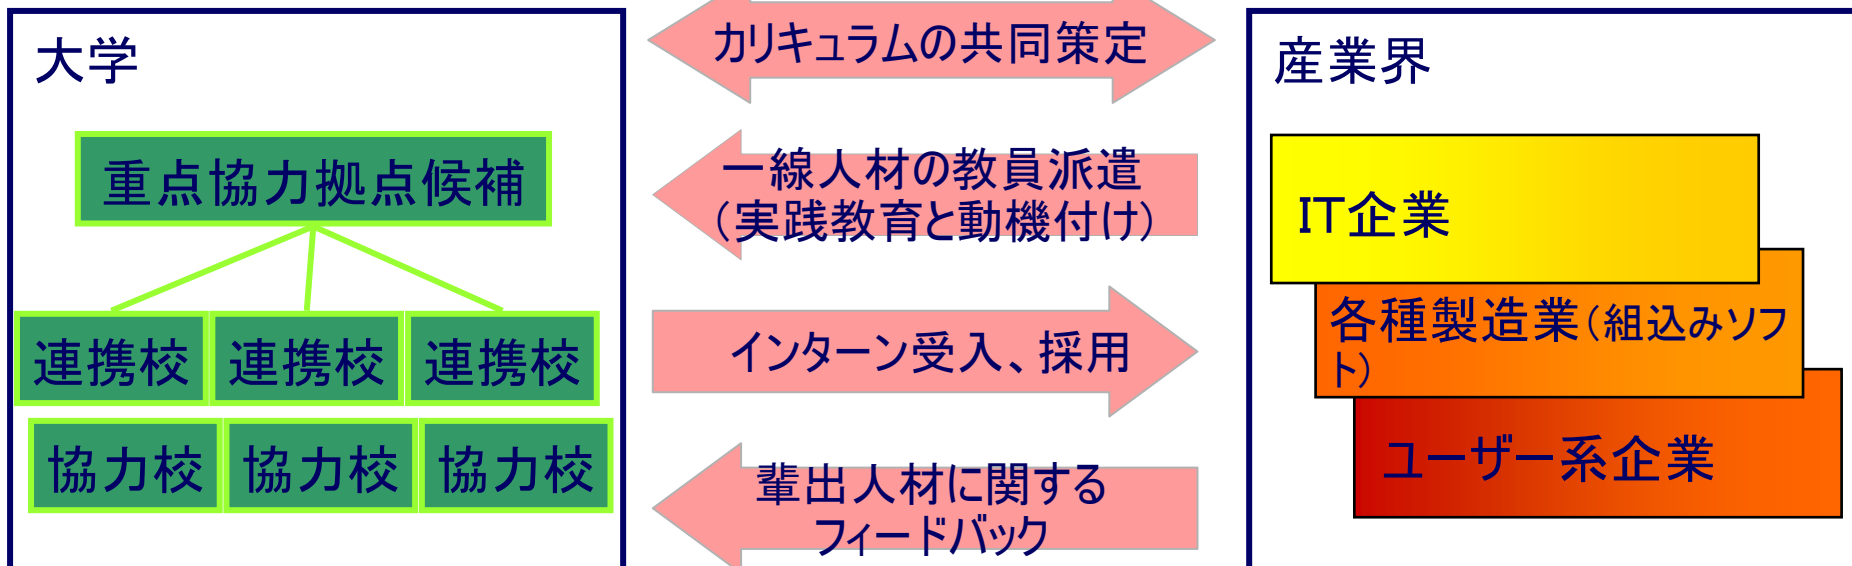 大学
重点協力拠点候補
連携校
連携校
連携校
協力校
協力校
協力校
カリキュラムの共同策定
一線人材の教員派遣
（実践教育と動機付け）
インターン受入、採用
輩出人材に関する
フィードバック
産業界
IT企業
各種製造業（組込みソフ
ト）
ユーザー系企業